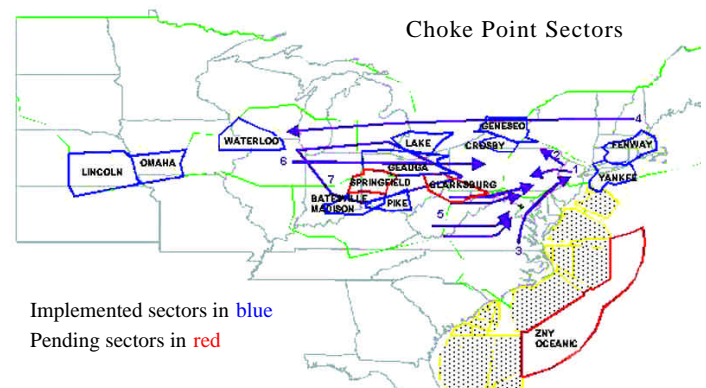 Choke Point Sectors
4
GENESEO
WATERLOO
LAKE
CROSBY
2
FENWAY
OMAHA
6
GLAUGA
1
LINCOLN
YANKEE
7
SPRINGFIELD
CLARKSBURG
BATESVILLE
MADISON
PIKE
5
3
Implemented sectors in blue
Pending sectors in red
ZNY
OCEANIC